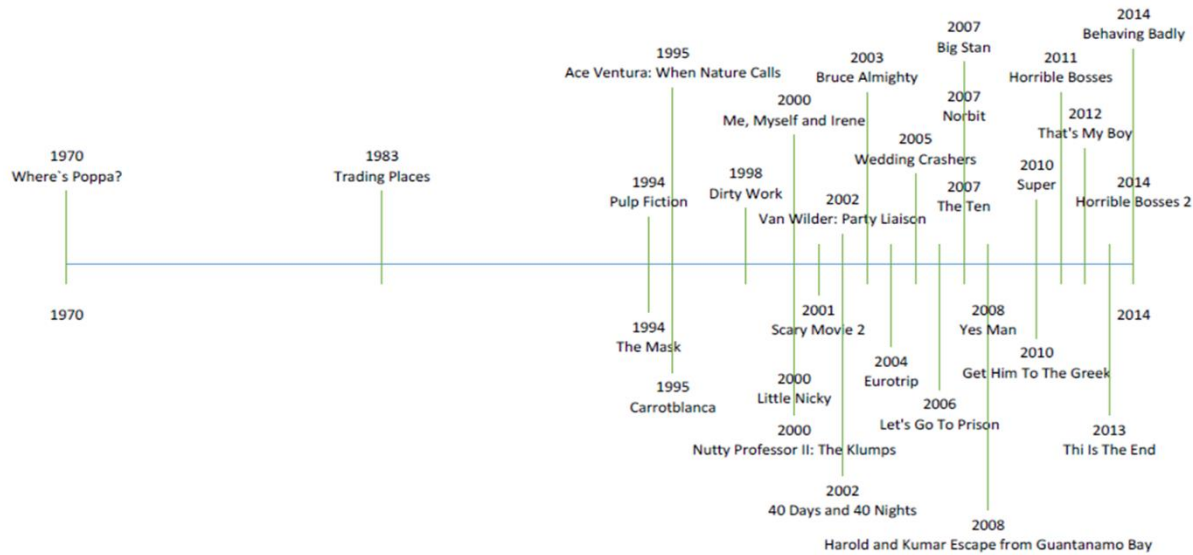 2014
Behaving Badly
2007
Big Stan
1995
Ace Ventura: When Nature Calls
2003
Bruce Almighty
2011
Horrible Bosses
2000
Me, Myself and Irene
2007
Norbit
2012
That's My Boy
2005
Wedding Crashers
1970
Where`s Poppa?
1983
Trading Places
2010
Super
1994
Pulp Fiction
1998
Dirty Work
2007
The Ten
2014
Horrible Bosses 2
2002
Van Wilder: Party Liaison
1970
2014
2001
Scary Movie 2
2008
Yes Man
1994
The Mask
2010
Get Him To The Greek
2004
Eurotrip
1995
Carrotblanca
2000
Little Nicky
2006
Let's Go To Prison
2000
Nutty Professor II: The Klumps
2013
Thi Is The End
2002
40 Days and 40 Nights
2008
Harold and Kumar Escape from Guantanamo Bay